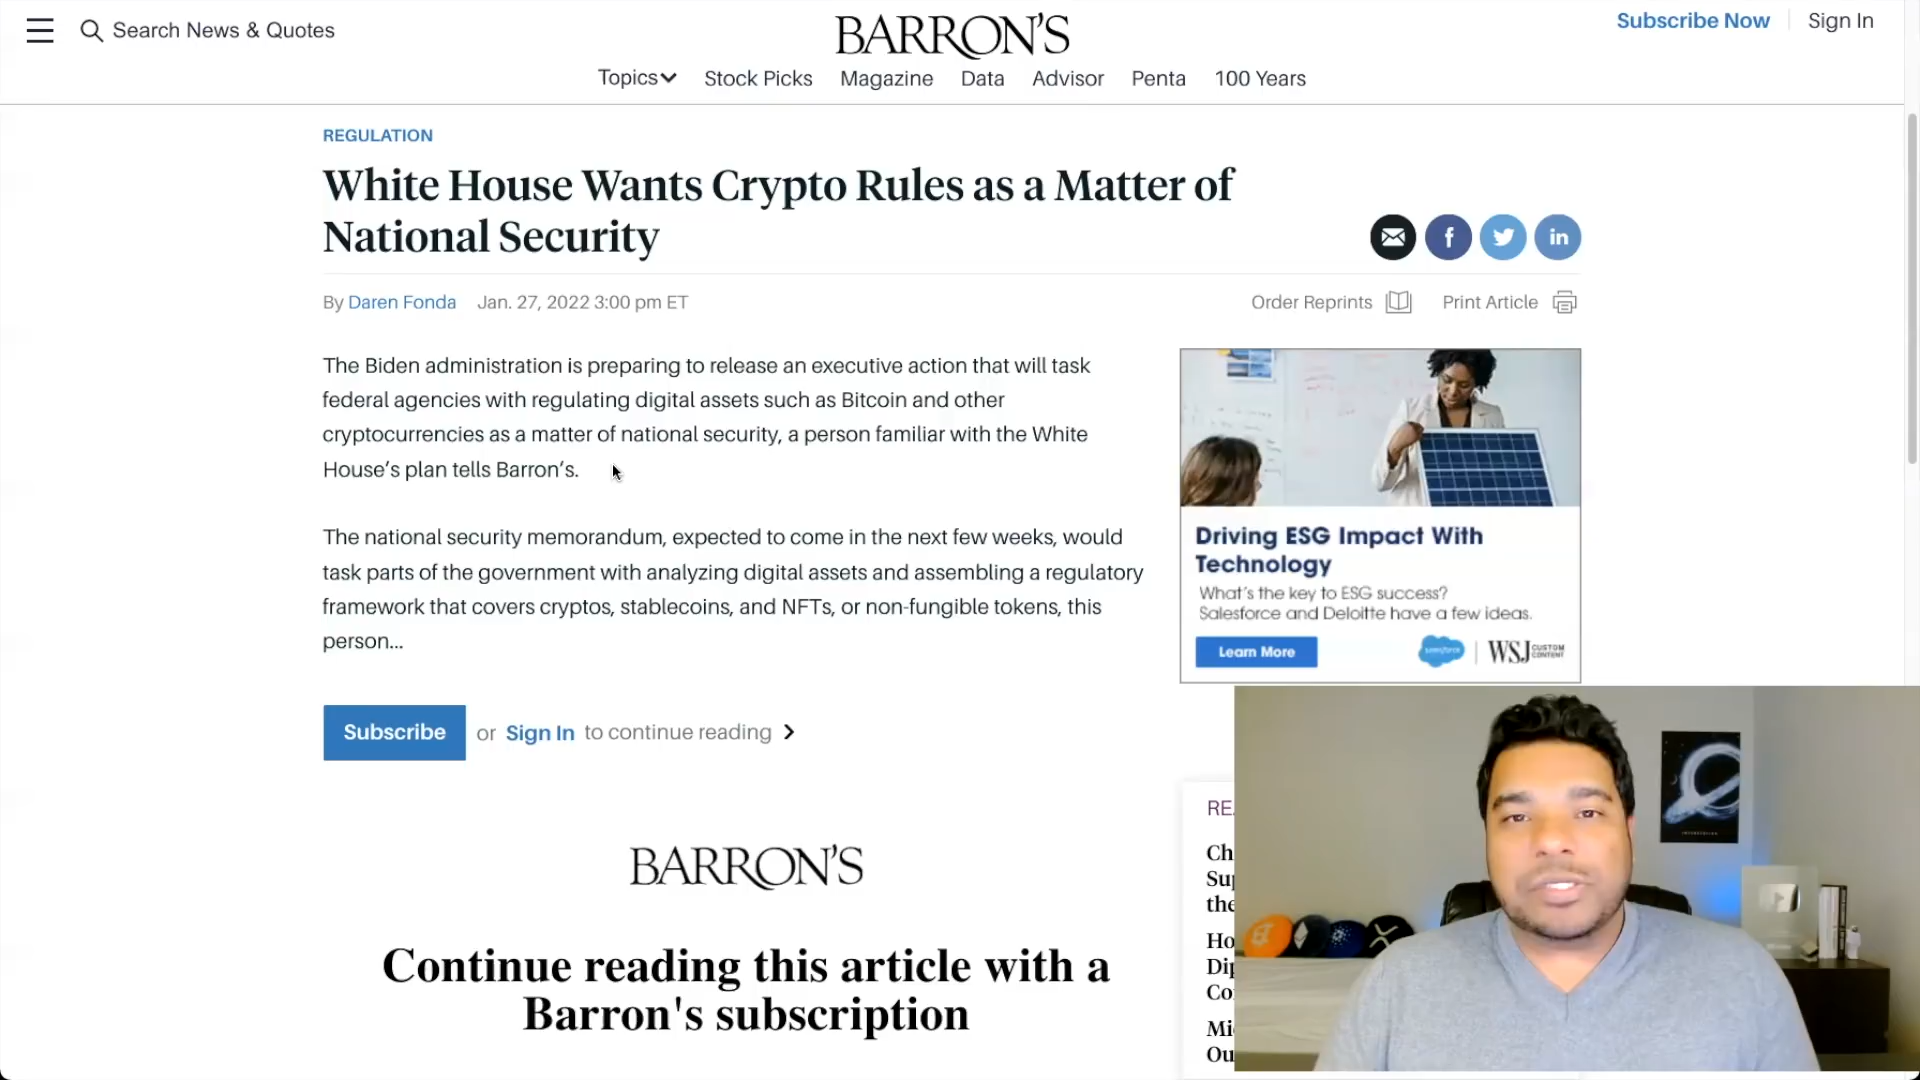 Search News & Quotes
BARRON'S
Subscribe Now
Sign In
Topics
Stock Picks
Magazine
Data
Advisor
Penta
100 Years
REGULATION
White House Wants Crypto Rules as a Matter of
National Security
By Daren Fonda
Jan. 27, 2022 3:00 pm ET
Order Reprints
Print Article
The Biden administration is preparing to release an executive action that will task
federal agencies with regulating digital assets such as Bitcoin and other
cryptocurrencies as a matter of national security, a person familiar with the White
House's plan tells Barron's.
The national security memorandum, expected to come in the next few weeks, would
task parts of the government with analyzing digital assets and assembling a regulatory
framework that covers cryptos, stablecoins, and NFTs, or non-fungible tokens, this
person...
Subscribe or Sign In to continue reading
Driving ESG Impact With
Technology
What's the key to ESG success?
Salesforce and Deloitte have a few ideas.
Learn More
salesforce
WSJ CUSTOM
CONTENT
BARRON'S
Continue reading this article with a
Barron's subscription